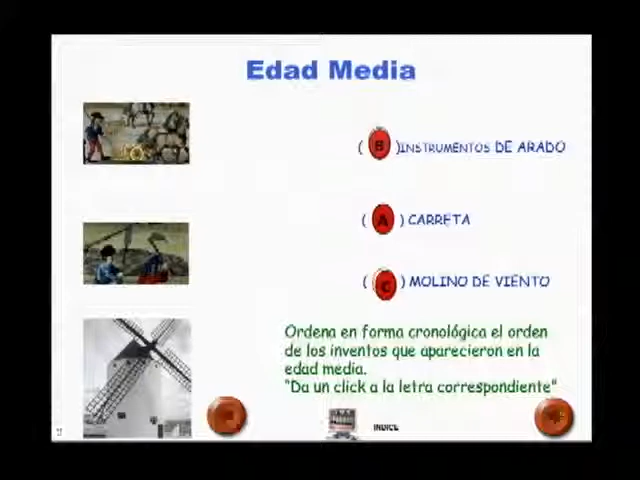 Edad Media
( B )INSTRUMENTOS DE ARADO
( A ) CARRETA
( C ) MOLINO DE VIENTO
Ordena en forma cronológica el orden
de los inventos que aparecieron en la
edad media.
"Da un click a la letra correspondiente"
INDICE